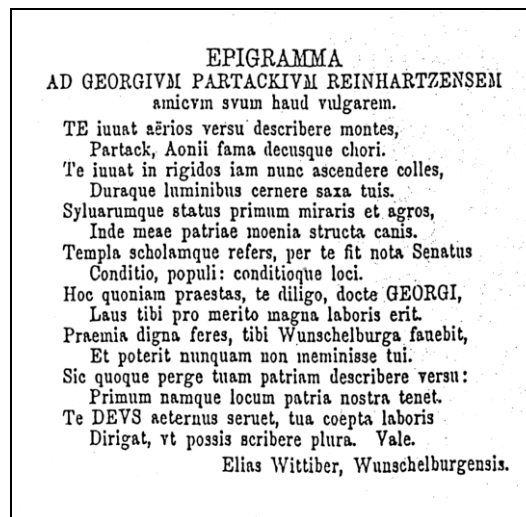 EPIGRAMMA
AD GEORGIVM PARTACKIVM REINHARTZENSEM
amicvm svum haud vulgarem.
TE iuuat aërios versu describere montes,
Partack, Aonii fama decusque chori.
Te iuuat in rigidos iam nunc ascendere colles,
Duraque luminibus cernere saxa tuis.
Syluarumque status primum miraris et agros,
Inde meae patriae moenia structa canis.
Templa scholamque refers, per te fit nota Senatus
Conditio, populi: conditioque loci.
Hoc quoniam praestas, te diligo, docte GEORGI,
Laus tibi pro merito magna laboris erit.
Praemia digna feres, tibi Wunschelburga fauebit,
Et poterit nunquam non meminisse tui.
Sic quoque perge tuam patriam describere versu:
Primum namque locum patria nostra tenet.
Te DEVS aeternus seruet, tua coepta laboris
Dirigat, vt possis scribere plura. Vale.
Elias Wittiber, Wunschelburgensis.